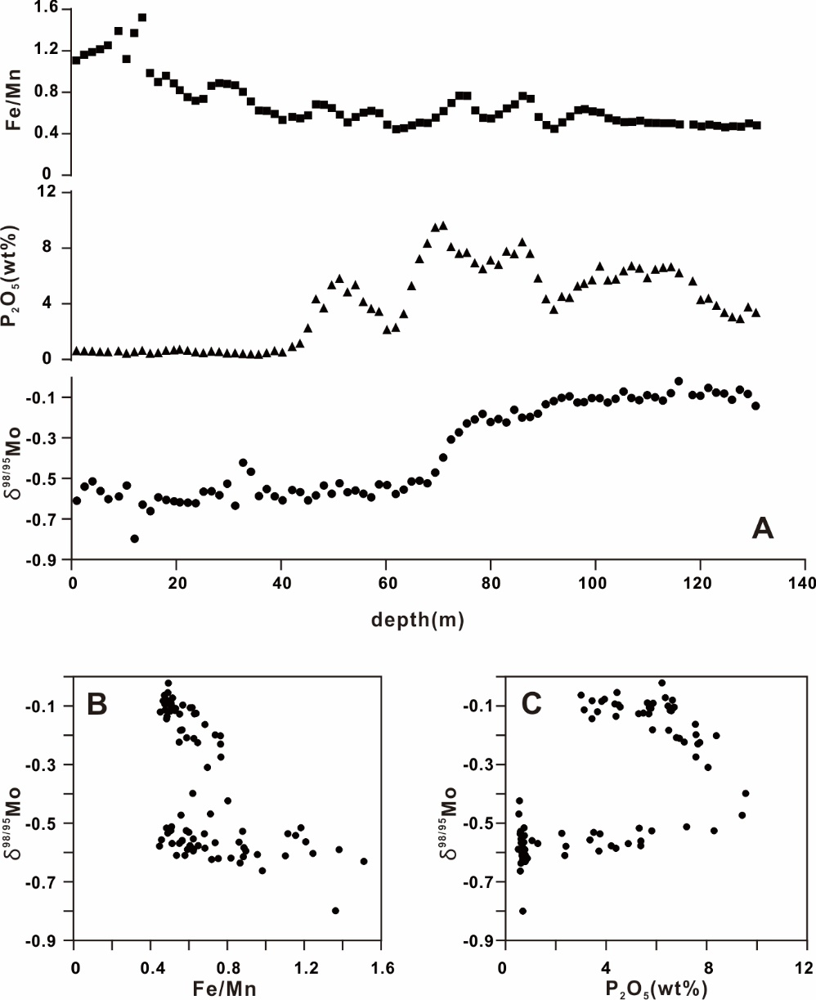 1.6
1.2
0.8
0.4
0
Fe/Mn
12
8
4
0
P₂O₅(wt%)
-0.1
-0.3
-0.5
-0.7
-0.9
δ⁹⁸/⁹⁵Mo
A
0 20 40 60 80 100 120 140
depth(m)
B
-0.1
-0.3
-0.5
-0.7
-0.9
δ⁹⁸/⁹⁵Mo
0 0.4 0.8 1.2 1.6
Fe/Mn
C
-0.1
-0.3
-0.5
-0.7
-0.9
δ⁹⁸/⁹⁵Mo
0 4 8 12
P₂O₅(wt%)